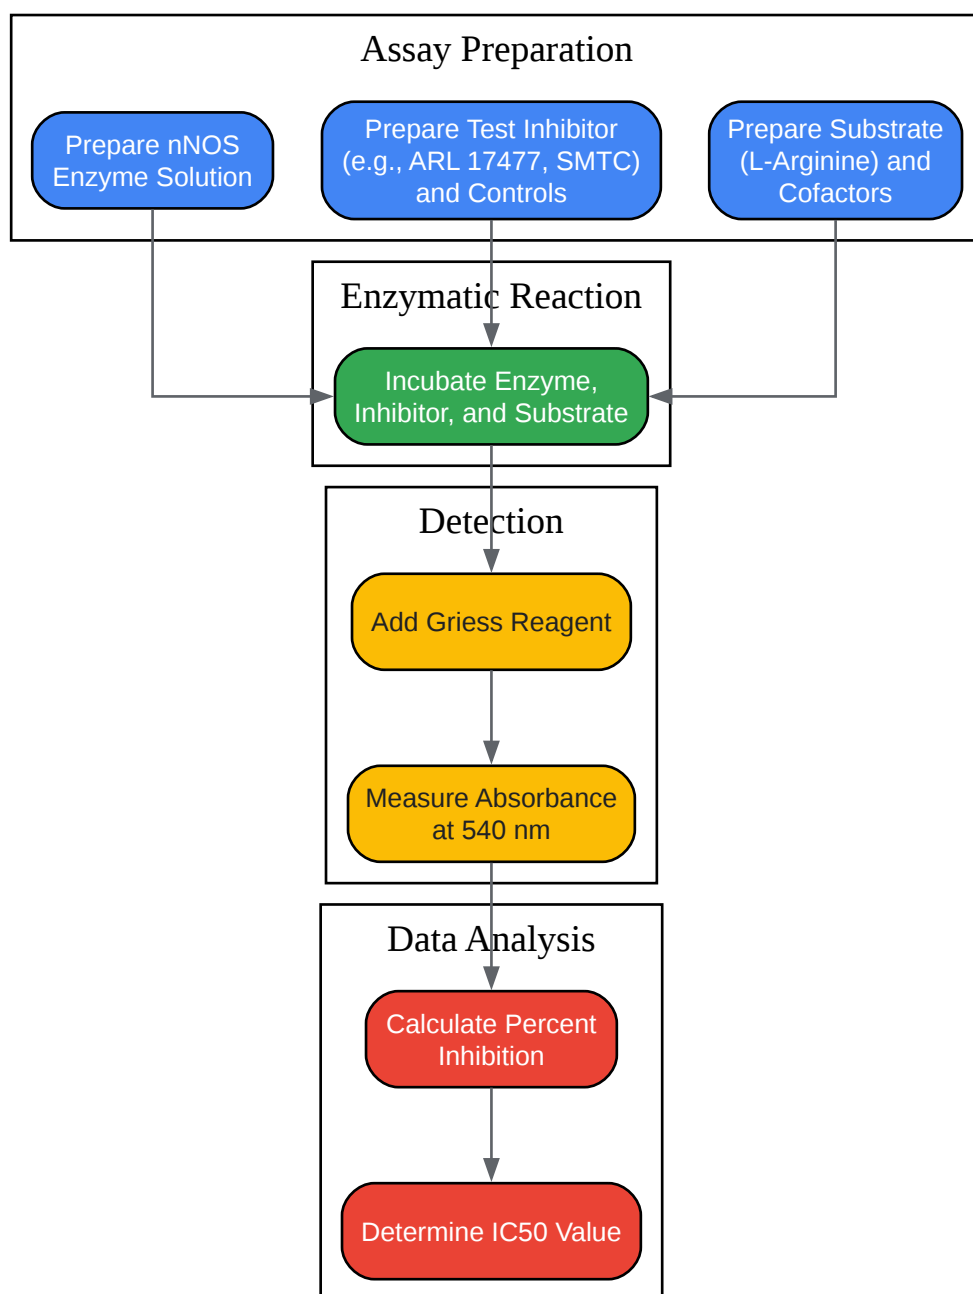 Assay Preparation
Prepare nNOS
Enzyme Solution
Prepare Test Inhibitor
(e.g., ARL 17477, SMTC)
and Controls
Prepare Substrate
(L-Arginine) and
Cofactors
Enzymatic Reaction
Incubate Enzyme,
Inhibitor, and Substrate
Detection
Add Griess Reagent
Measure Absorbance
at 540 nm
Data Analysis
Calculate Percent
Inhibition
Determine IC50 Value